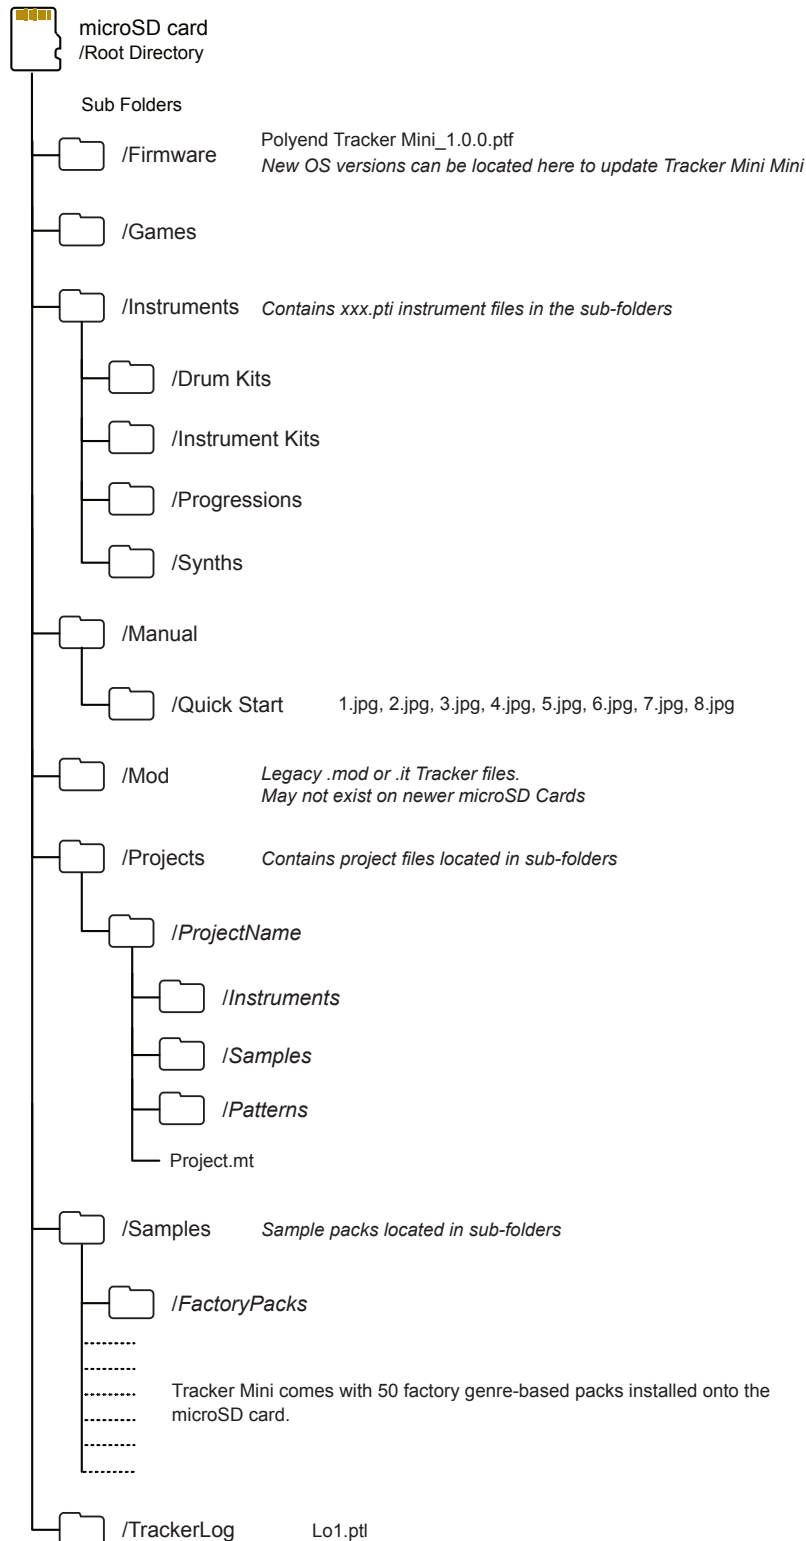 microSD card
/Root Directory
Sub Folders
/Firmware
Polyend Tracker Mini_1.0.0.ptf
New OS versions can be located here to update Tracker Mini Mini
/Games
/Instruments
Contains xxx.pti instrument files in the sub-folders
/Drum Kits
/Instrument Kits
/Progressions
/Synths
/Manual
/Quick Start
1.jpg, 2.jpg, 3.jpg, 4.jpg, 5.jpg, 6.jpg, 7.jpg, 8.jpg
/Mod
Legacy .mod or .it Tracker files.
May not exist on newer microSD Cards
/Projects
Contains project files located in sub-folders
/ProjectName
/Instruments
/Samples
/Patterns
Project.mt
/Samples
Sample packs located in sub-folders
/FactoryPacks
Tracker Mini comes with 50 factory genre-based packs installed onto the
microSD card.
/TrackerLog
Lo1.ptl